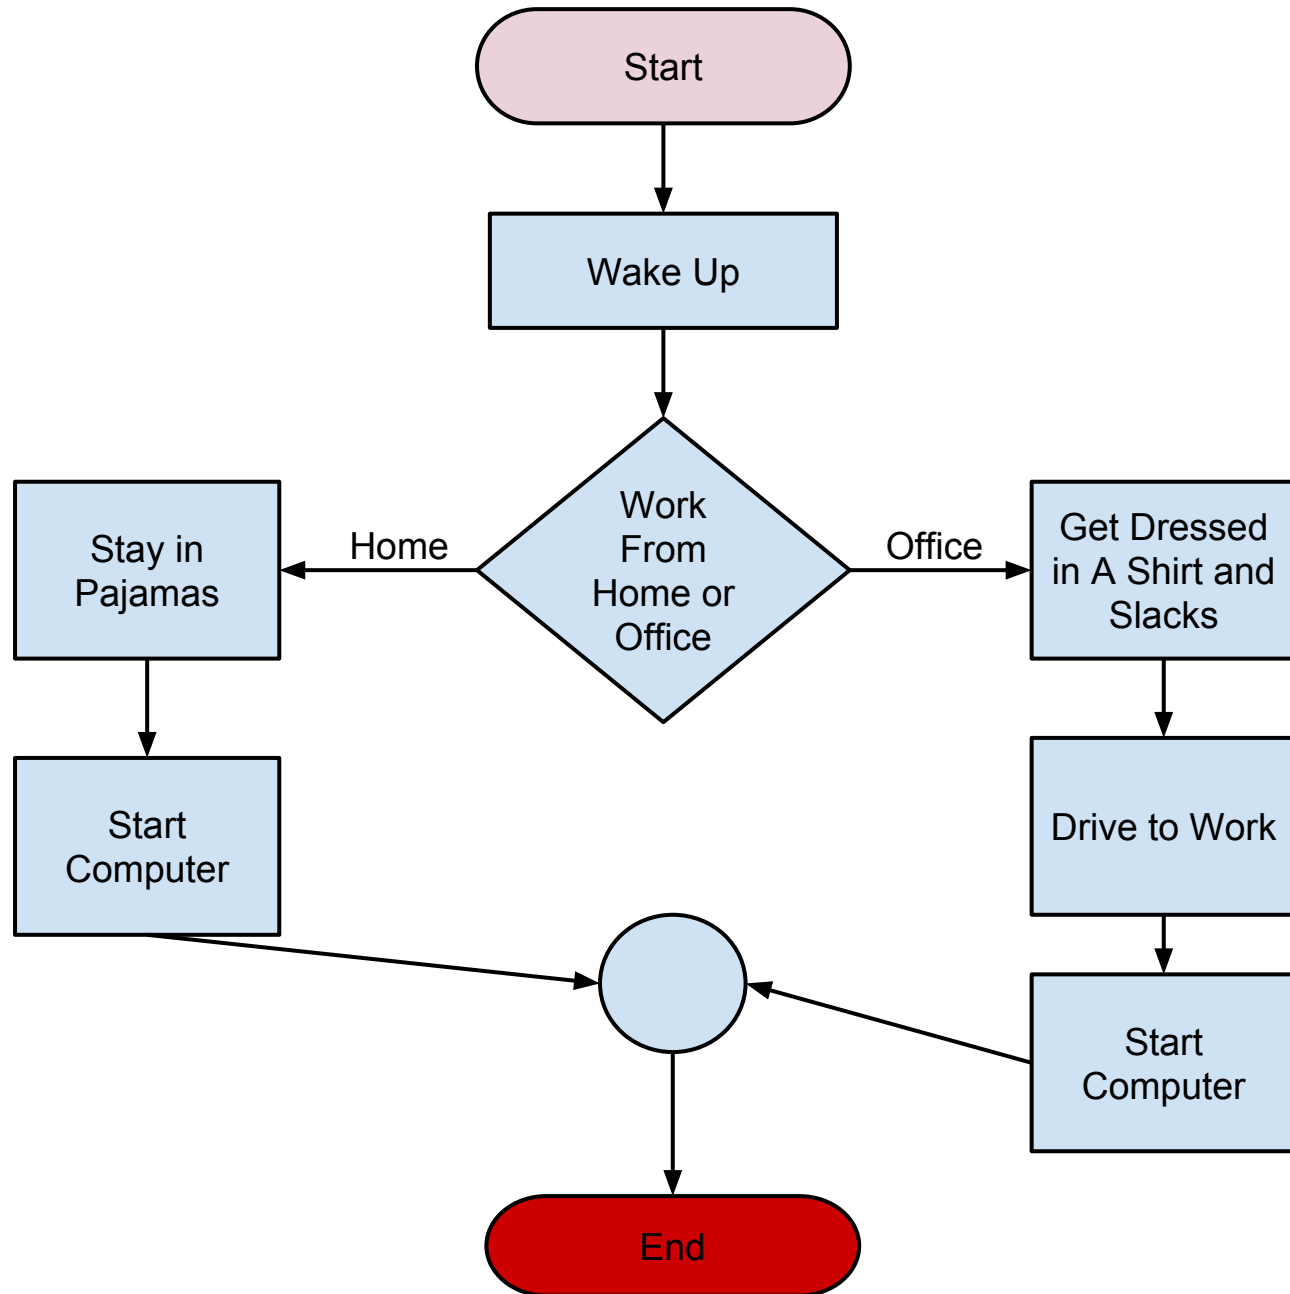 Start
Wake Up
Work
From
Home or
Office
Home
Office
Stay in
Pajamas
Get Dressed
in A Shirt and
Slacks
Start
Computer
Drive to Work
Start
Computer
End